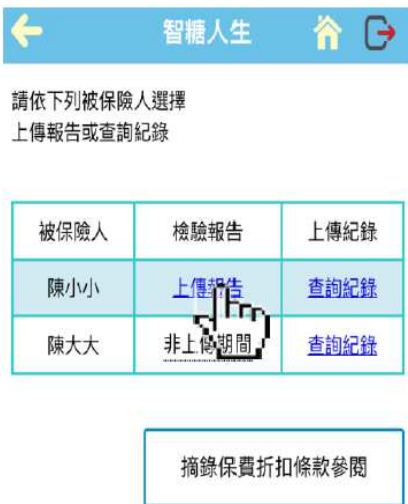 智糖人生
請依下列被保險人選擇
上傳報告或查詢紀錄
被保險人 檢驗報告 上傳紀錄
陳小小 上傳報告 查詢紀錄
陳大大 非上傳期間 查詢紀錄
摘錄保費折扣條款參閱